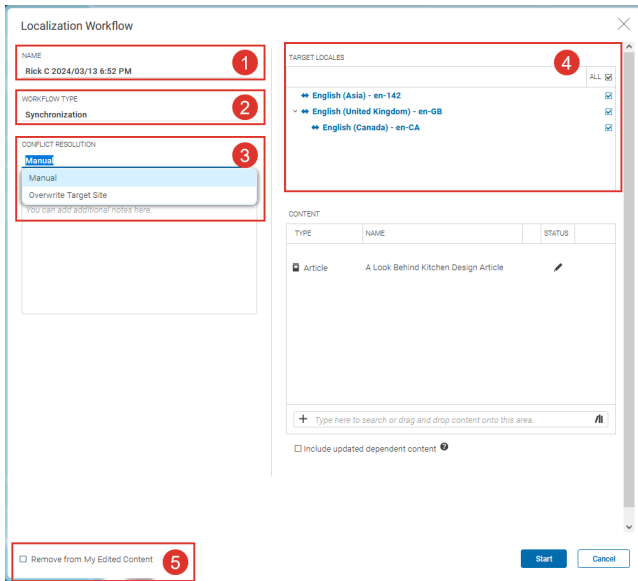 Localization Workflow
NAME
Rick C 2024/03/13 6:52 PM
1
WORKFLOW TYPE
Synchronization
2
CONFLICT RESOLUTION
Manual
3
Manual
Overwrite Target Site
You can add additional notes here.
TARGET LOCALES
4
ALL
English (Asia) - en-142
English (United Kingdom) - en-GB
English (Canada) - en-CA
CONTENT
TYPE NAME STATUS
Article A Look Behind Kitchen Design Article
+ Type here to search or drag and drop content onto this area.
Include updated dependent content ?
Remove from My Edited Content
5
Start Cancel